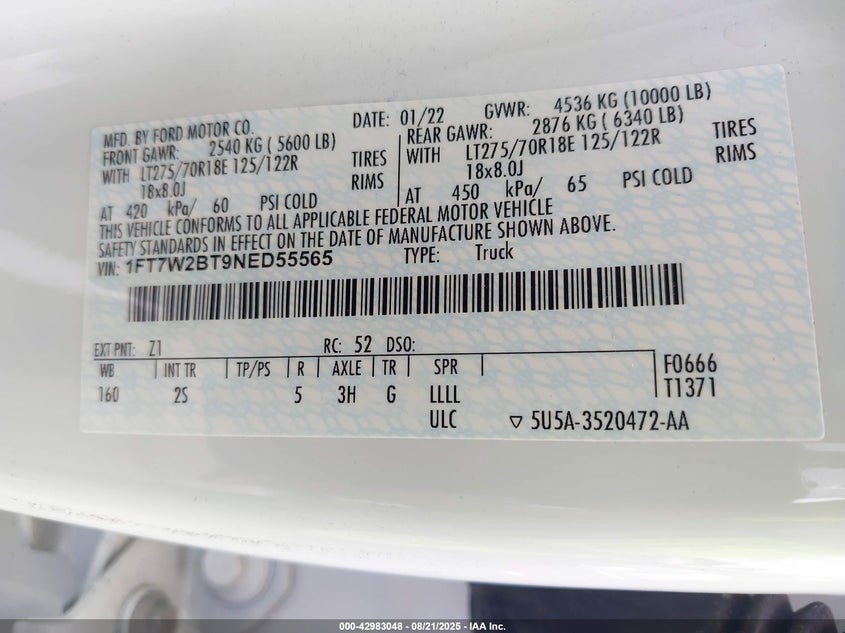 MFD. BY FORD MOTOR CO.
DATE: 01/22 GVWR: 4536 KG (10000 LB)
FRONT GAWR: 2540 KG ( 5600 LB) REAR GAWR: 2876 KG ( 6340 LB)
WITH LT275/70R18E 125/122R TIRES WITH LT275/70R18E 125/122R TIRES
18x8.0J RIMS 18x8.0J RIMS
AT 420 kPa/ 60 PSI COLD AT 450 kPa/ 65 PSI COLD
THIS VEHICLE CONFORMS TO ALL APPLICABLE FEDERAL MOTOR VEHICLE
SAFETY STANDARDS IN EFFECT ON THE DATE OF MANUFACTURE SHOWN ABOVE.
VIN: 1FT7W2BT9NED55565 TYPE: Truck
EXT PNT: Z1 RC: 52 DSO:
WB INT TR TP/PS R AXLE TR SPR F0666
160 2S 5 3H G LLLL T1371
ULC ▽ 5U5A-3520472-AA
000-42983048 - 08/21/2025 - IAA Inc.